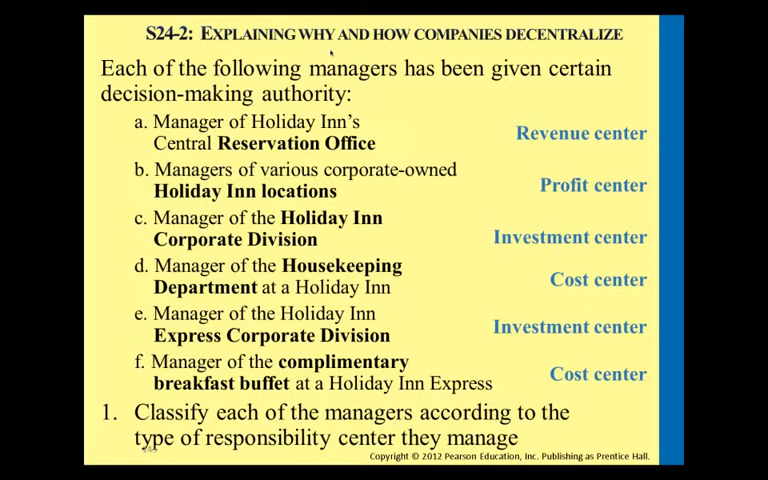 S24-2: EXPLAINING WHY AND HOW COMPANIES DECENTRALIZE
Each of the following managers has been given certain
decision-making authority:
a. Manager of Holiday Inn's
Central Reservation Office
Revenue center
b. Managers of various corporate-owned
Holiday Inn locations
Profit center
c. Manager of the Holiday Inn
Corporate Division
Investment center
d. Manager of the Housekeeping
Department at a Holiday Inn
Cost center
e. Manager of the Holiday Inn
Express Corporate Division
Investment center
f. Manager of the complimentary
breakfast buffet at a Holiday Inn Express
Cost center
1. Classify each of the managers according to the
type of responsibility center they manage
Copyright © 2012 Pearson Education, Inc. Publishing as Prentice Hall.